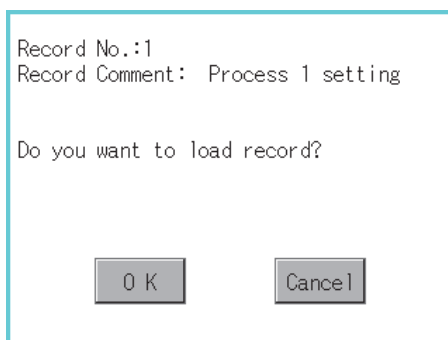 Record No.:1
Record Comment: Process 1 setting
Do you want to load record?
OK Cancel